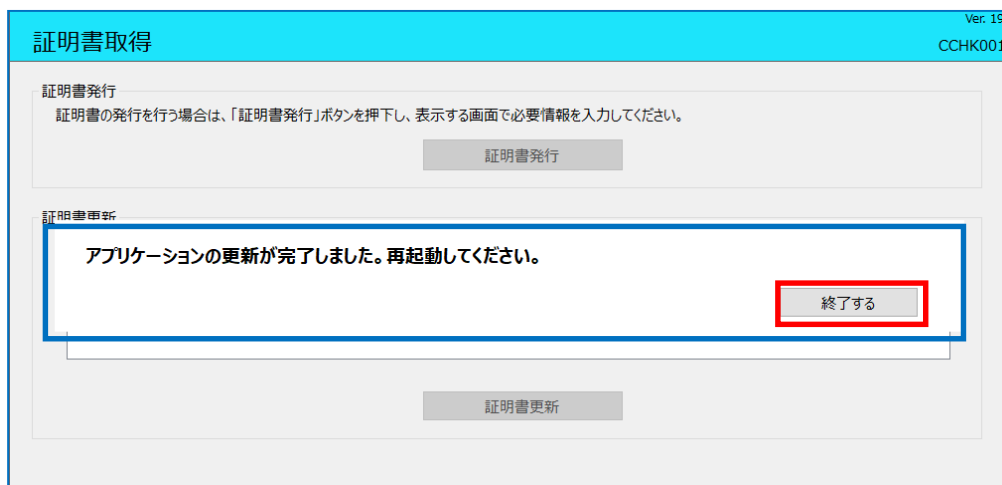 Ver. 19
証明書取得
CCHK001
証明書発行
証明書の発行を行う場合は、「証明書発行」ボタンを押下し、表示する画面で必要情報を入力してください。
証明書発行
証明書更新
アプリケーションの更新が完了しました。再起動してください。
終了する
証明書更新